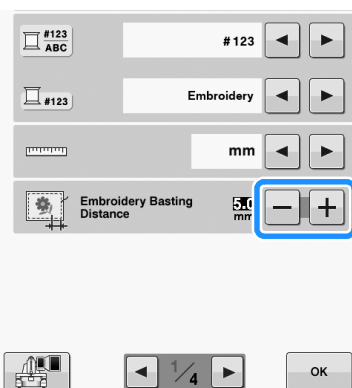 #123
ABC
#123
#123
Embroidery
mm
Embroidery Basting
Distance
5.0
mm
1/4
OK